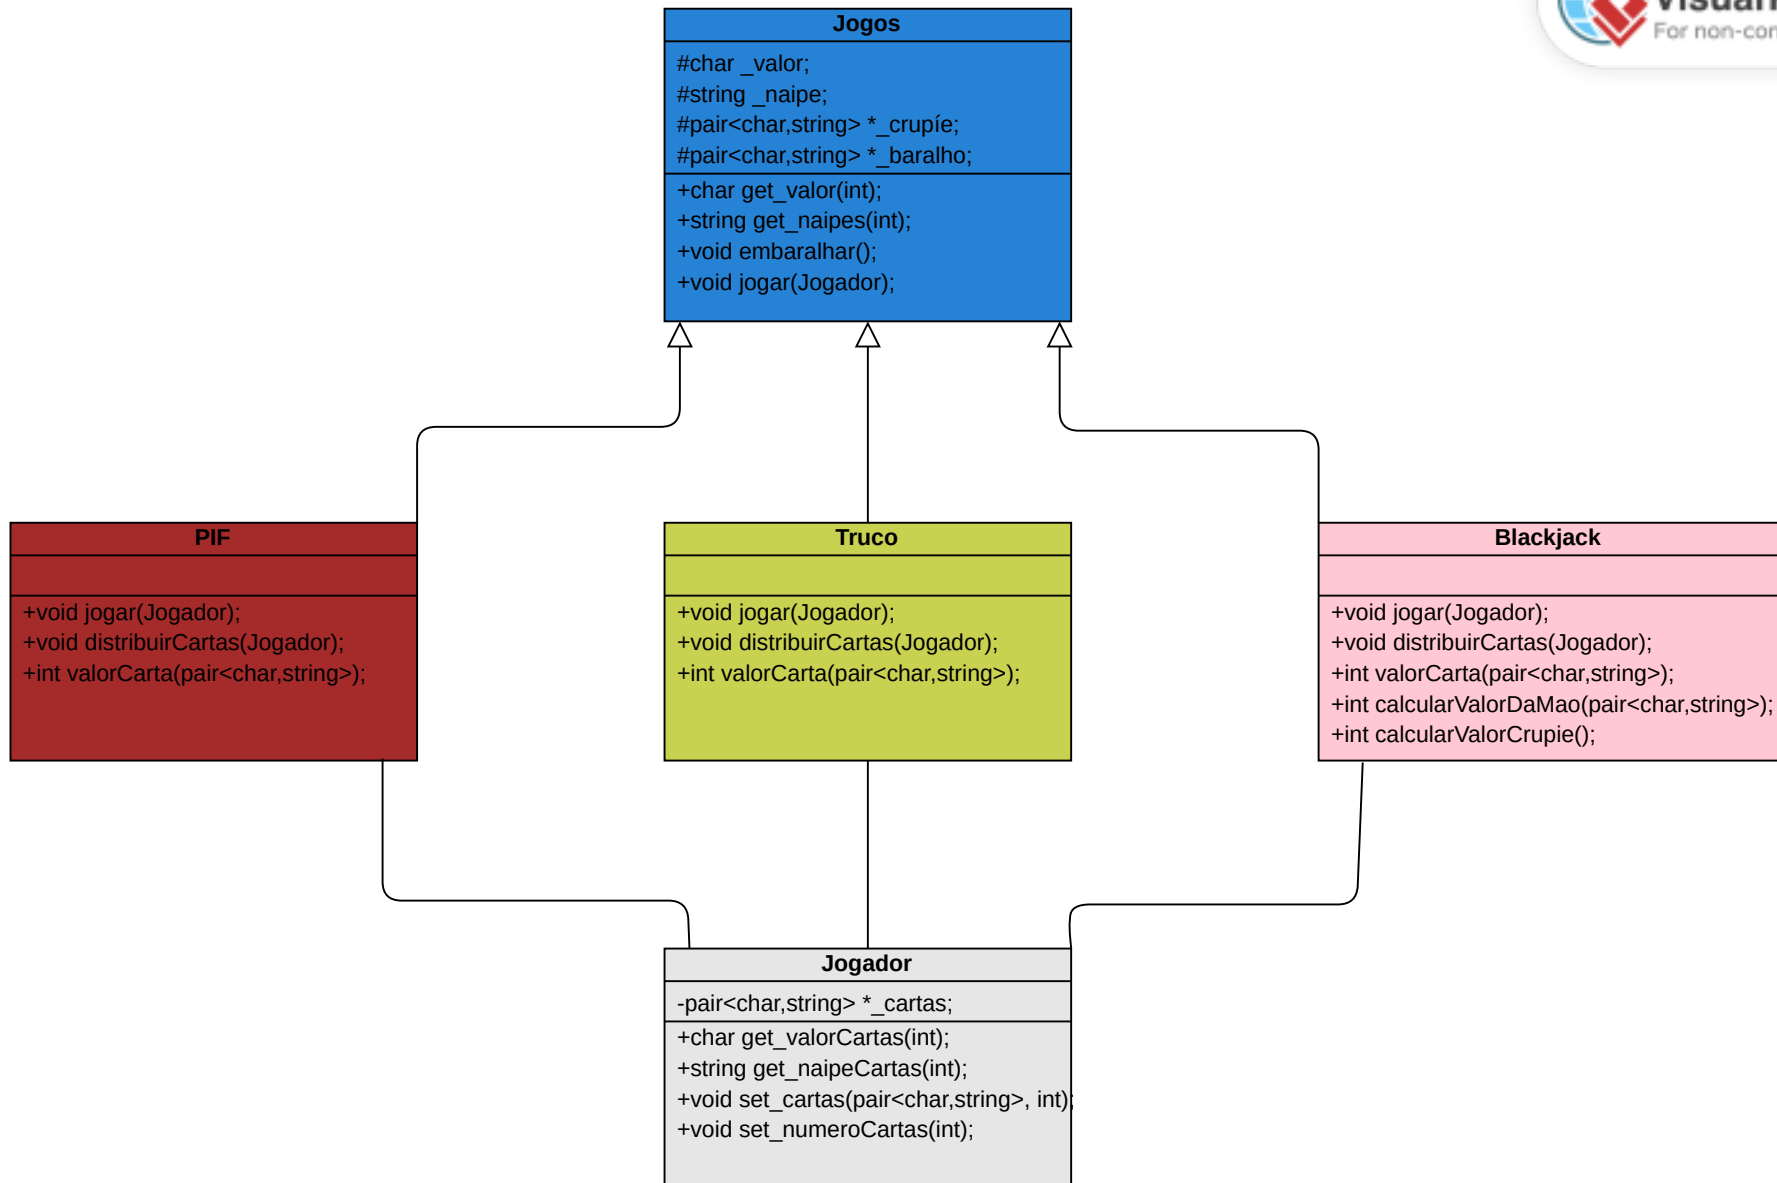 Jogos
#char _valor;
#string _naipe;
#pair<char,string> *_crupíe;
#pair<char,string> *_baralho;
+char get_valor(int);
+string get_naipes(int);
+void embaralhar();
+void jogar(Jogador);
For non-com
PIF
+void jogar(Jogador);
+void distribuirCartas(Jogador);
+int valorCarta(pair<char,string>);
Truco
+void jogar(Jogador);
+void distribuirCartas(Jogador);
+int valorCarta(pair<char,string>);
Blackjack
+void jogar(Jogador);
+void distribuirCartas(Jogador);
+int valorCarta(pair<char,string>);
+int calcularValorDaMao(pair<char,string>);
+int calcularValorCrupie();
Jogador
-pair<char,string> *_cartas;
+char get_valorCartas(int);
+string get_naipeCartas(int);
+void set_cartas(pair<char,string>, int);
+void set_numeroCartas(int);